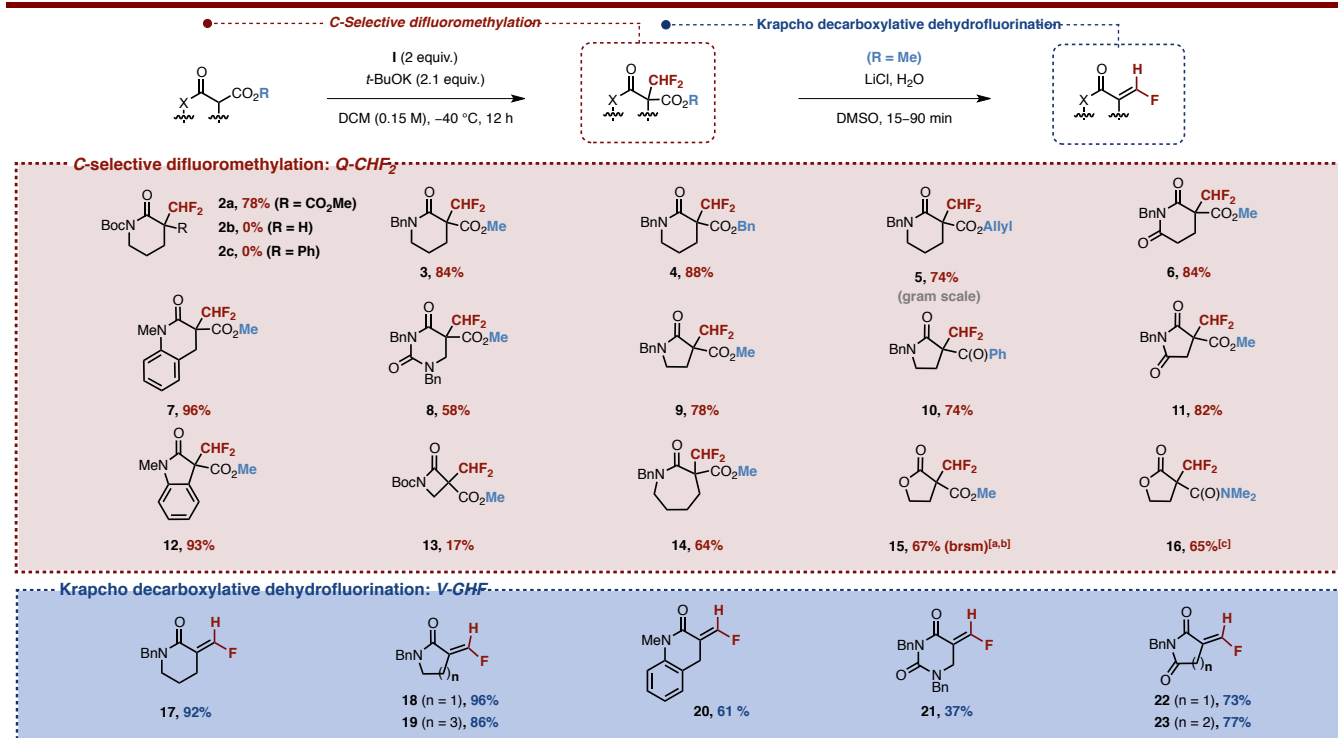 C-Selective difluoromethylation
Krapcho decarboxylative dehydrofluorination
I (2 equiv.)
t-BuOK (2.1 equiv.)
DCM (0.15 M), −40 °C, 12 h
(R = Me)
LiCl, H2O
DMSO, 15–90 min
O
X
CO2R
O
CHF2
X
CO2R
O
H
X
F
C-selective difluoromethylation: Q-CHF2
O
CHF2
BocN
R
2a, 78% (R = CO2Me)
2b, 0% (R = H)
2c, 0% (R = Ph)
O
CHF2
BnN
CO2Me
3, 84%
O
CHF2
BnN
CO2Bn
4, 88%
O
CHF2
BnN
CO2Allyl
5, 74%
(gram scale)
O
CHF2
BnN
CO2Me
O
6, 84%
O
CHF2
MeN
CO2Me
7, 96%
O
CHF2
BnN
CO2Me
O
N
Bn
8, 58%
O
CHF2
BnN
CO2Me
9, 78%
O
CHF2
BnN
C(O)Ph
10, 74%
O
CHF2
BnN
CO2Me
O
11, 82%
O
CHF2
MeN
CO2Me
12, 93%
O
CHF2
BocN
CO2Me
13, 17%
O
CHF2
BnN
CO2Me
14, 64%
O
CHF2
O
CO2Me
15, 67% (brsm)[a,b]
O
CHF2
O
C(O)NMe2
16, 65%[c]
Krapcho decarboxylative dehydrofluorination: V-CHF
O
H
BnN
F
17, 92%
O
H
BnN
F
( )n
18 (n = 1), 96%
19 (n = 3), 86%
O
H
MeN
F
20, 61 %
O
H
BnN
F
O
N
Bn
21, 37%
O
H
BnN
F
( )n
O
22 (n = 1), 73%
23 (n = 2), 77%